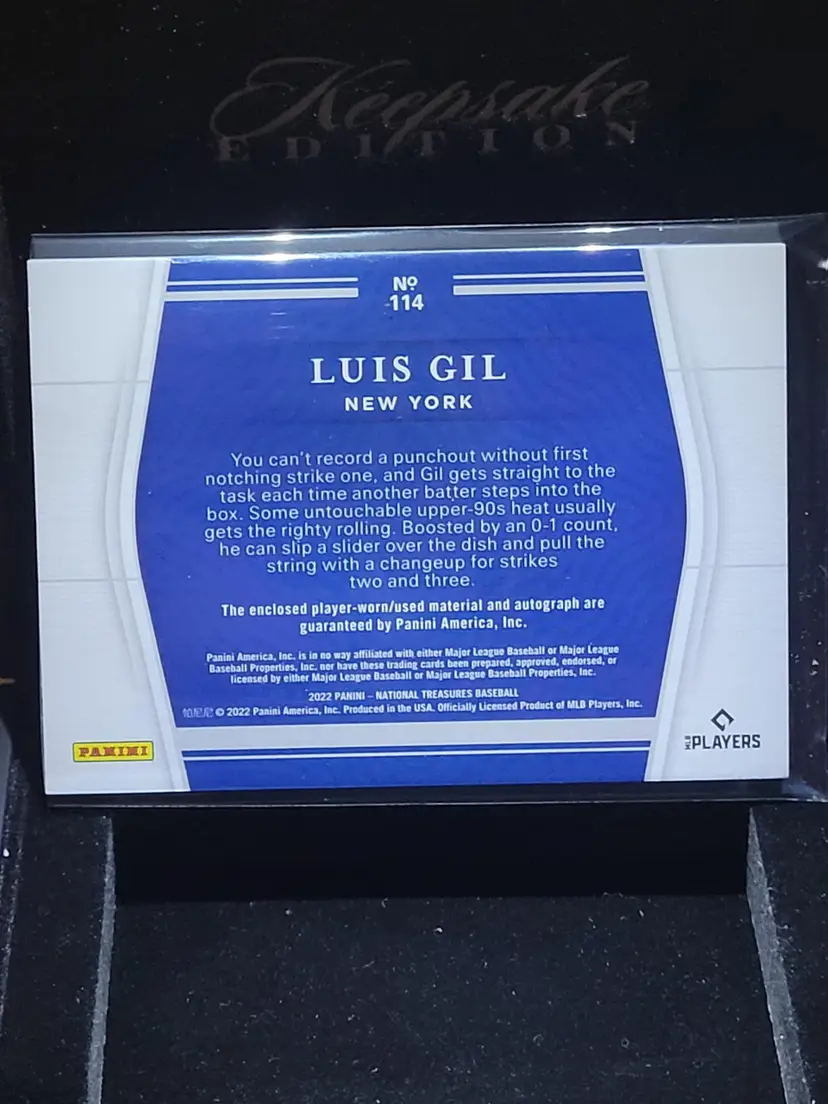 Keepsake
EDITION
Nº
114
LUIS GIL
NEW YORK
You can't record a punchout without first
notching strike one, and Gil gets straight to the
task each time another batter steps into the
box. Some untouchable upper-90s heat usually
gets the righty rolling. Boosted by an 0-1 count,
he can slip a slider over the dish and pull the
string with a changeup for strikes
two and three.
The enclosed player-worn/used material and autograph are
guaranteed by Panini America, Inc.
Panini America, Inc. is in no way affiliated with either Major League Baseball or Major League
Baseball Properties, Inc. nor have these trading cards been prepared, approved, endorsed, or
licensed by either Major League Baseball or Major League Baseball Properties, Inc.
2022 PANINI – NATIONAL TREASURES BASEBALL
帕尼尼 © 2022 Panini America, Inc. Produced in the USA. Officially Licensed Product of MLB Players, Inc.
PANINI
MLB PLAYERS